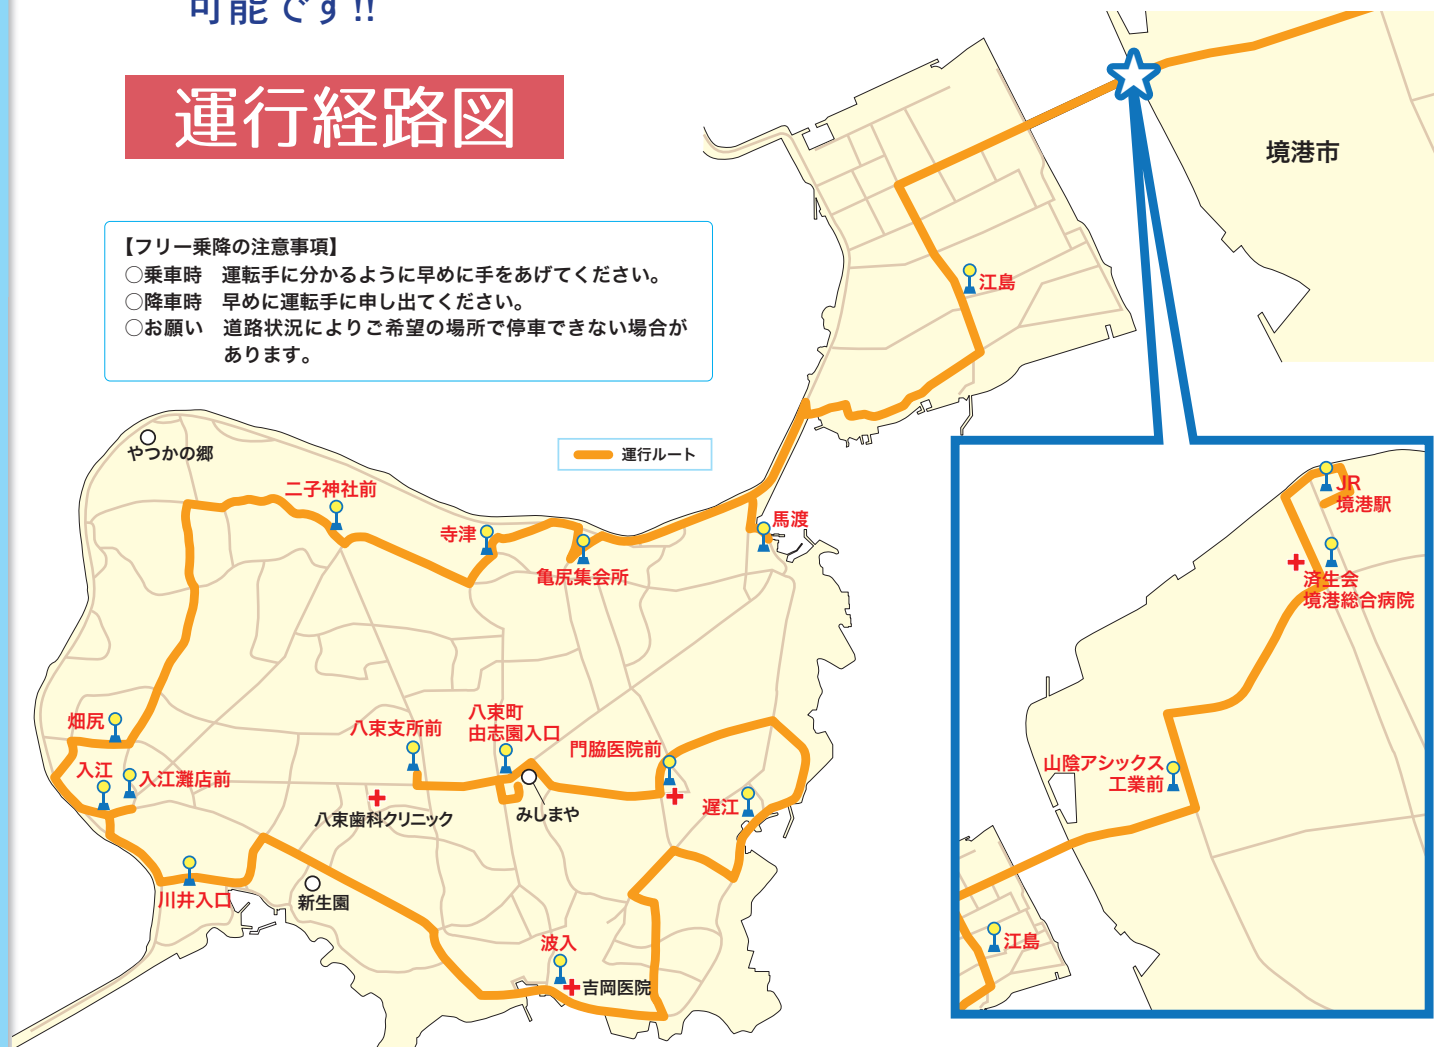 可能です!!
運行経路図
境港市
【フリー乗降の注意事項】
○乗車時　運転手に分かるように早めに手をあげてください。
○降車時　早めに運転手に申し出てください。
○お願い　道路状況によりご希望の場所で停車できない場合が
あります。
江島
運行ルート
やつかの郷
二子神社前
寺津
亀尻集会所
馬渡
JR
境港駅
済生会
境港総合病院
畑尻
八束支所前
八束町
由志園入口
門脇医院前
入江
入江灘店前
山陰アシックス
工業前
八束歯科クリニック
みしまや
遅江
川井入口
新生園
波入
吉岡医院
江島